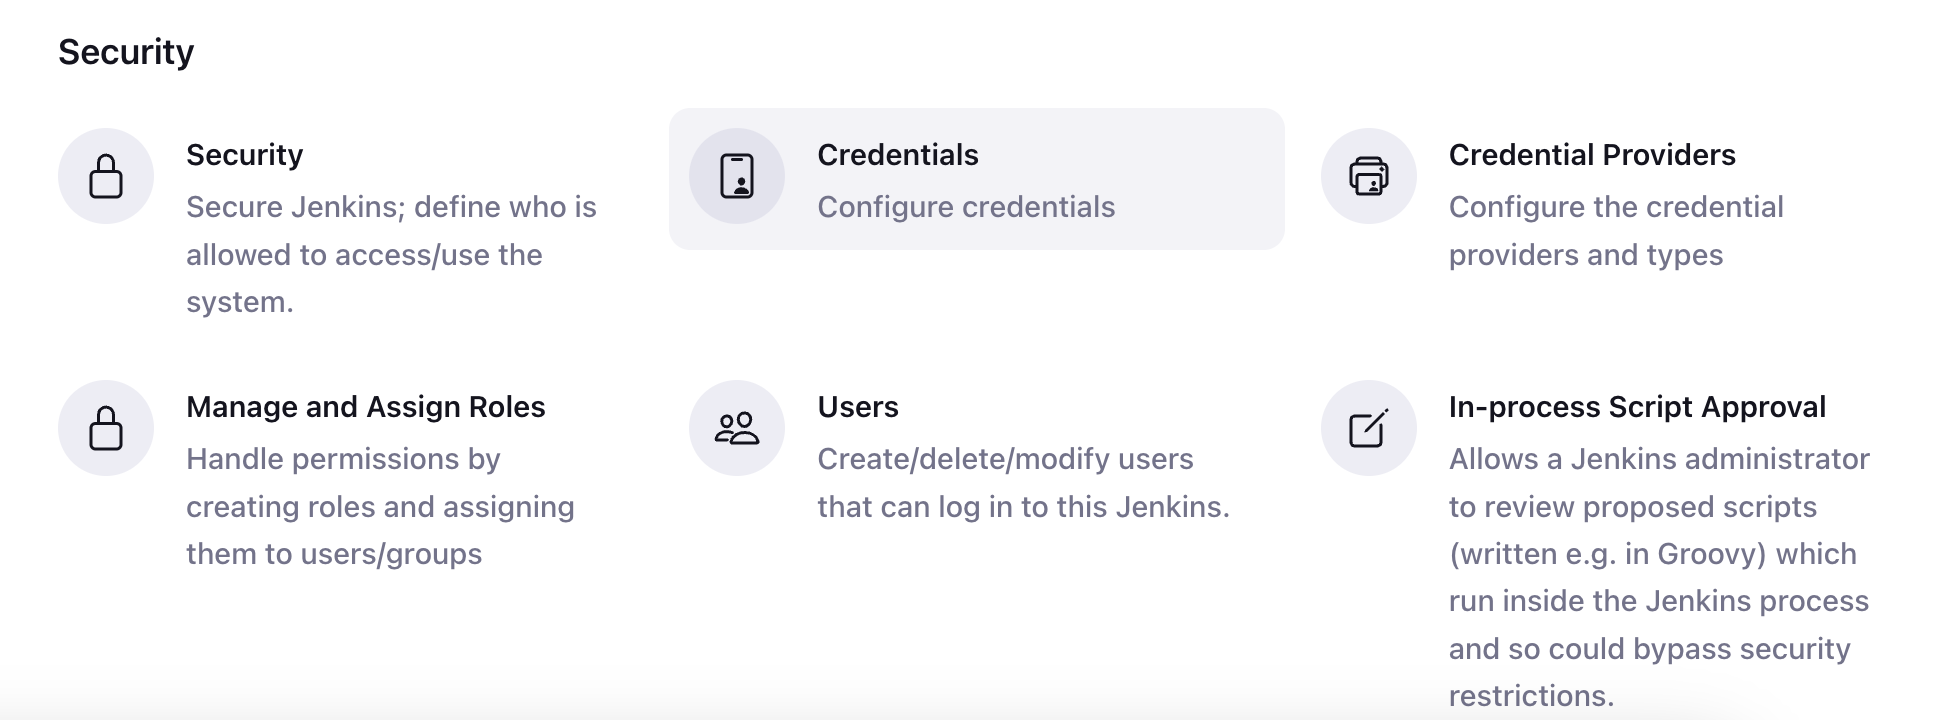 Security
Security
Secure Jenkins; define who is
allowed to access/use the
system.
Credentials
Configure credentials
Credential Providers
Configure the credential
providers and types
Manage and Assign Roles
Handle permissions by
creating roles and assigning
them to users/groups
Users
Create/delete/modify users
that can log in to this Jenkins.
In-process Script Approval
Allows a Jenkins administrator
to review proposed scripts
(written e.g. in Groovy) which
run inside the Jenkins process
and so could bypass security
restrictions.